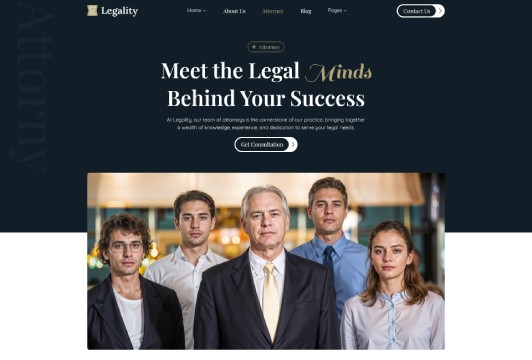 Legality
Home
About Us
Attorney
Blog
Pages
Contact Us
Attorny
Attorney
Meet the Legal Minds
Behind Your Success
At Legality, our team of attorneys is the cornerstone of our practice, bringing together
a wealth of knowledge, experience, and dedication to serve your legal needs.
Get Consultation